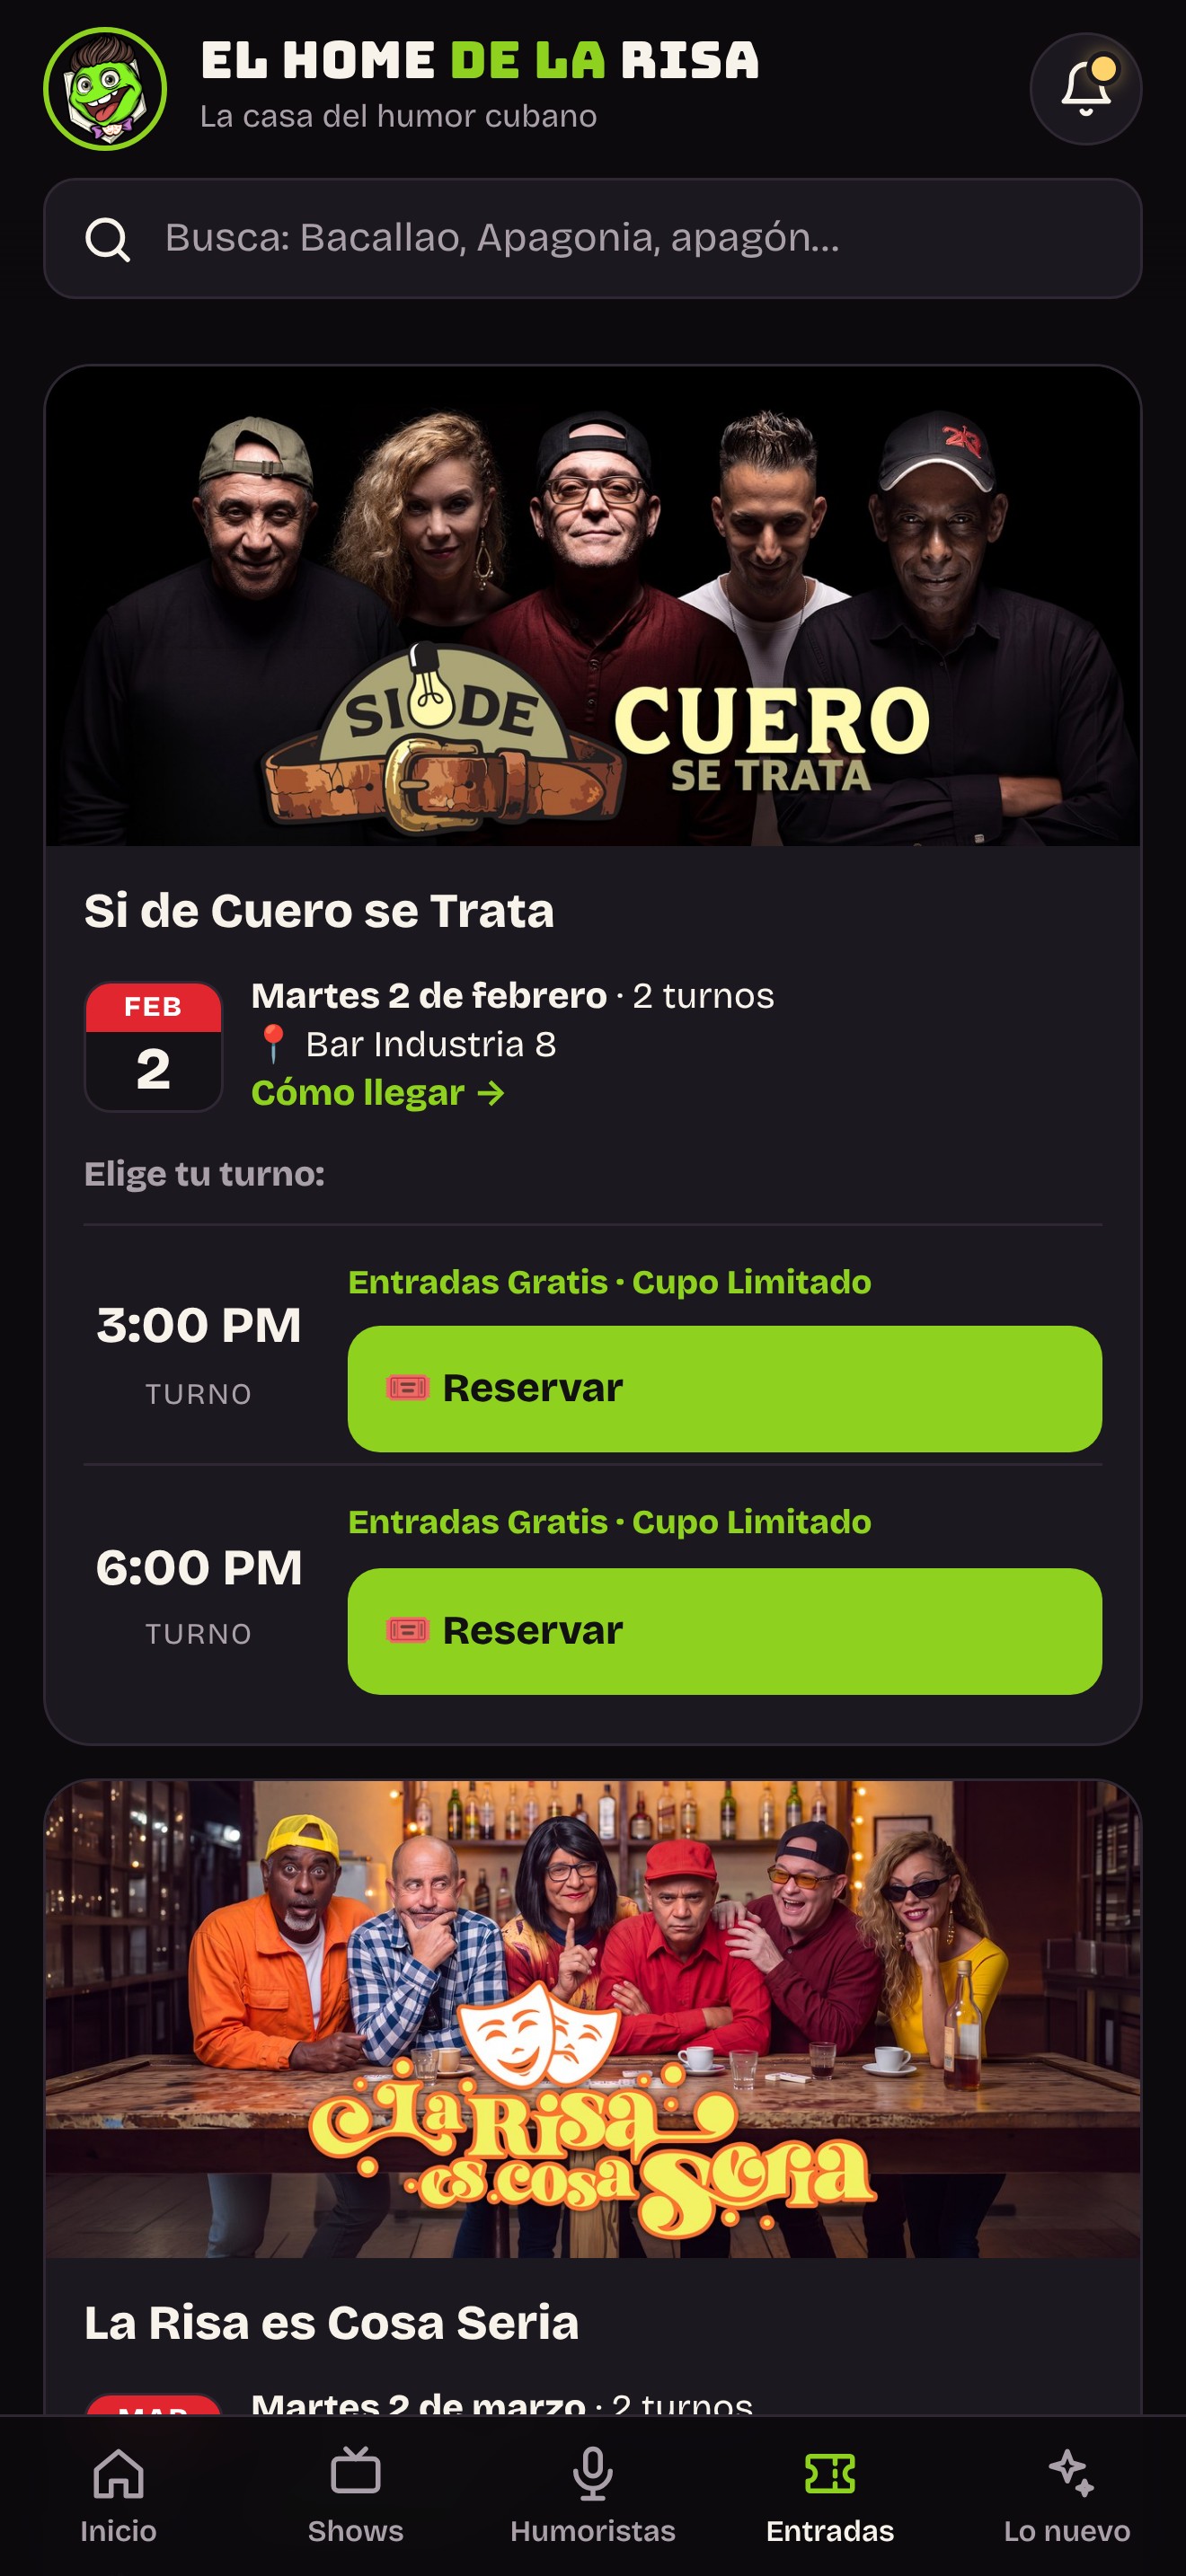 EL HOME DE LA RISA
La casa del humor cubano
Busca: Bacallao, Apagonia, apagón...
SI DE
CUERO
SE TRATA
Si de Cuero se Trata
FEB
2
Martes 2 de febrero · 2 turnos
📍 Bar Industria 8
Cómo llegar →
Elige tu turno:
Entradas Gratis · Cupo Limitado
3:00 PM
TURNO
🎟️ Reservar
Entradas Gratis · Cupo Limitado
6:00 PM
TURNO
🎟️ Reservar
La Risa
es cosa Seria
La Risa es Cosa Seria
MAR
Martes 2 de marzo · 2 turnos
Inicio
Shows
Humoristas
Entradas
Lo nuevo